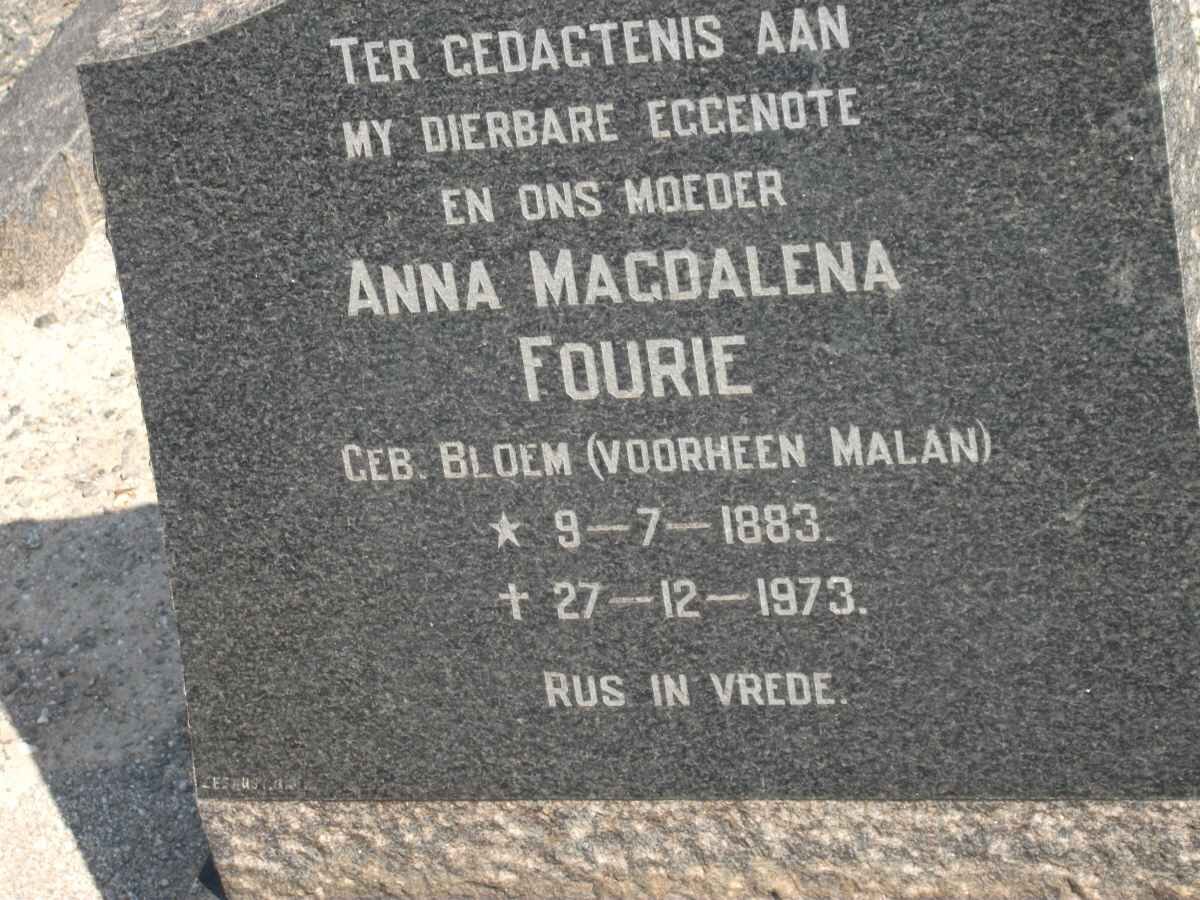 TER GEDAGTENIS AAN
MY DIERBARE EGGENOTE
EN ONS MOEDER
ANNA MAGDALENA
FOURIE
GEB. BLOEM (VOORHEEN MALAN)
★ 9-7-1883.
✝ 27-12-1973.
RUS IN VREDE.